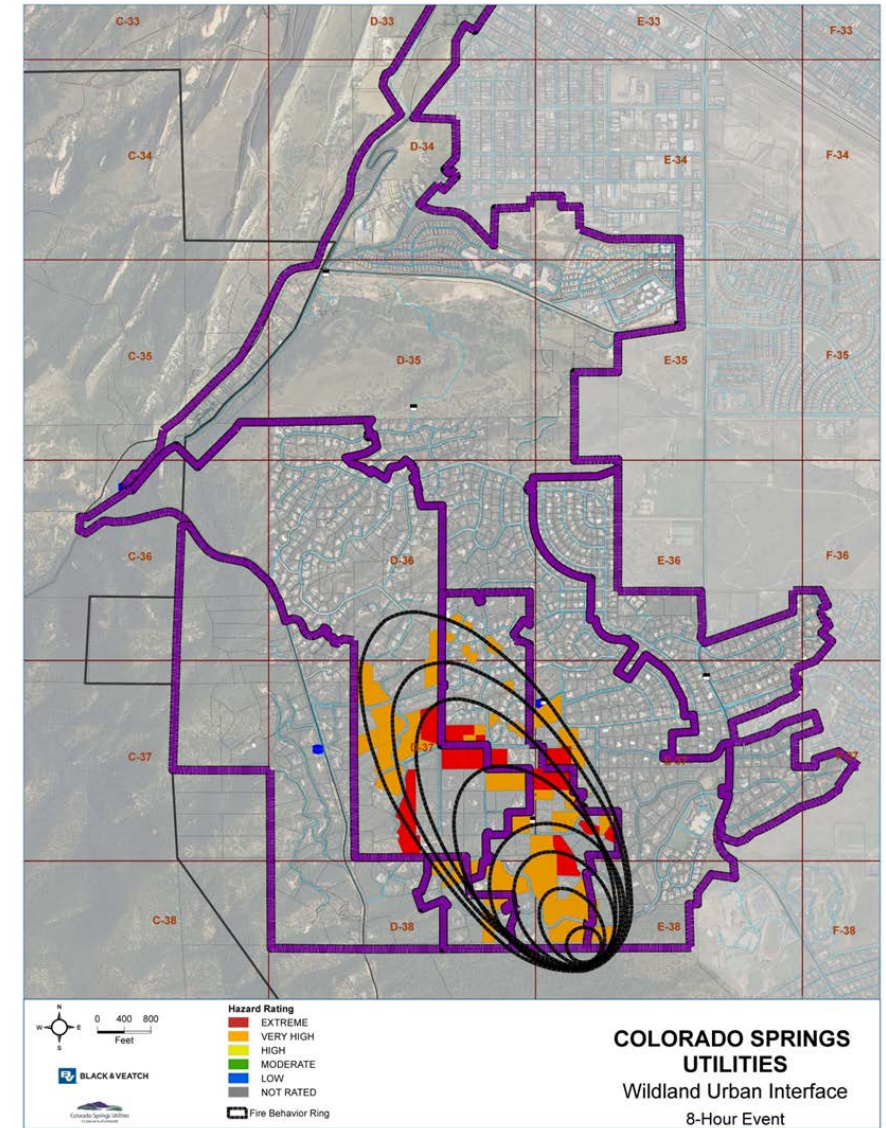 C-33
D-33
E-33
F-33
C-34
D-34
E-34
F-34
C-35
D-35
E-35
F-35
C-36
D-36
E-36
F-36
C-37
D-37
C-38
D-38
E-38
F-38
N
W
E
S
0 400 800
Feet
BLACK & VEATCH
Colorado Springs Utilities
Hazard Rating
EXTREME
VERY HIGH
HIGH
MODERATE
LOW
NOT RATED
Fire Behavior Ring
COLORADO SPRINGS
UTILITIES
Wildland Urban Interface
8-Hour Event